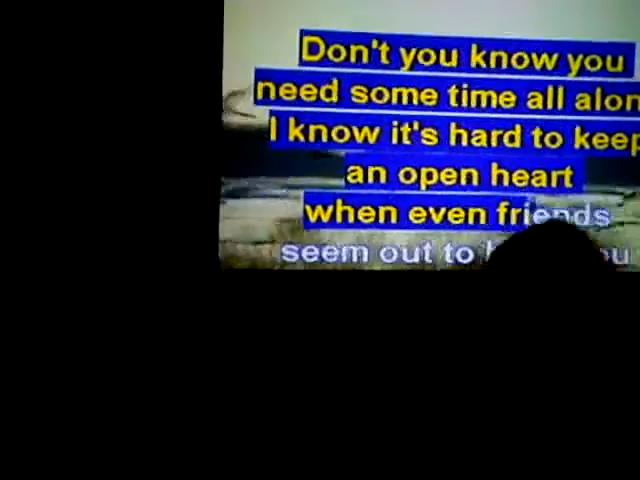 Don't you know you
need some time all alon
I know it's hard to keep
an open heart
when even friends
seem out to